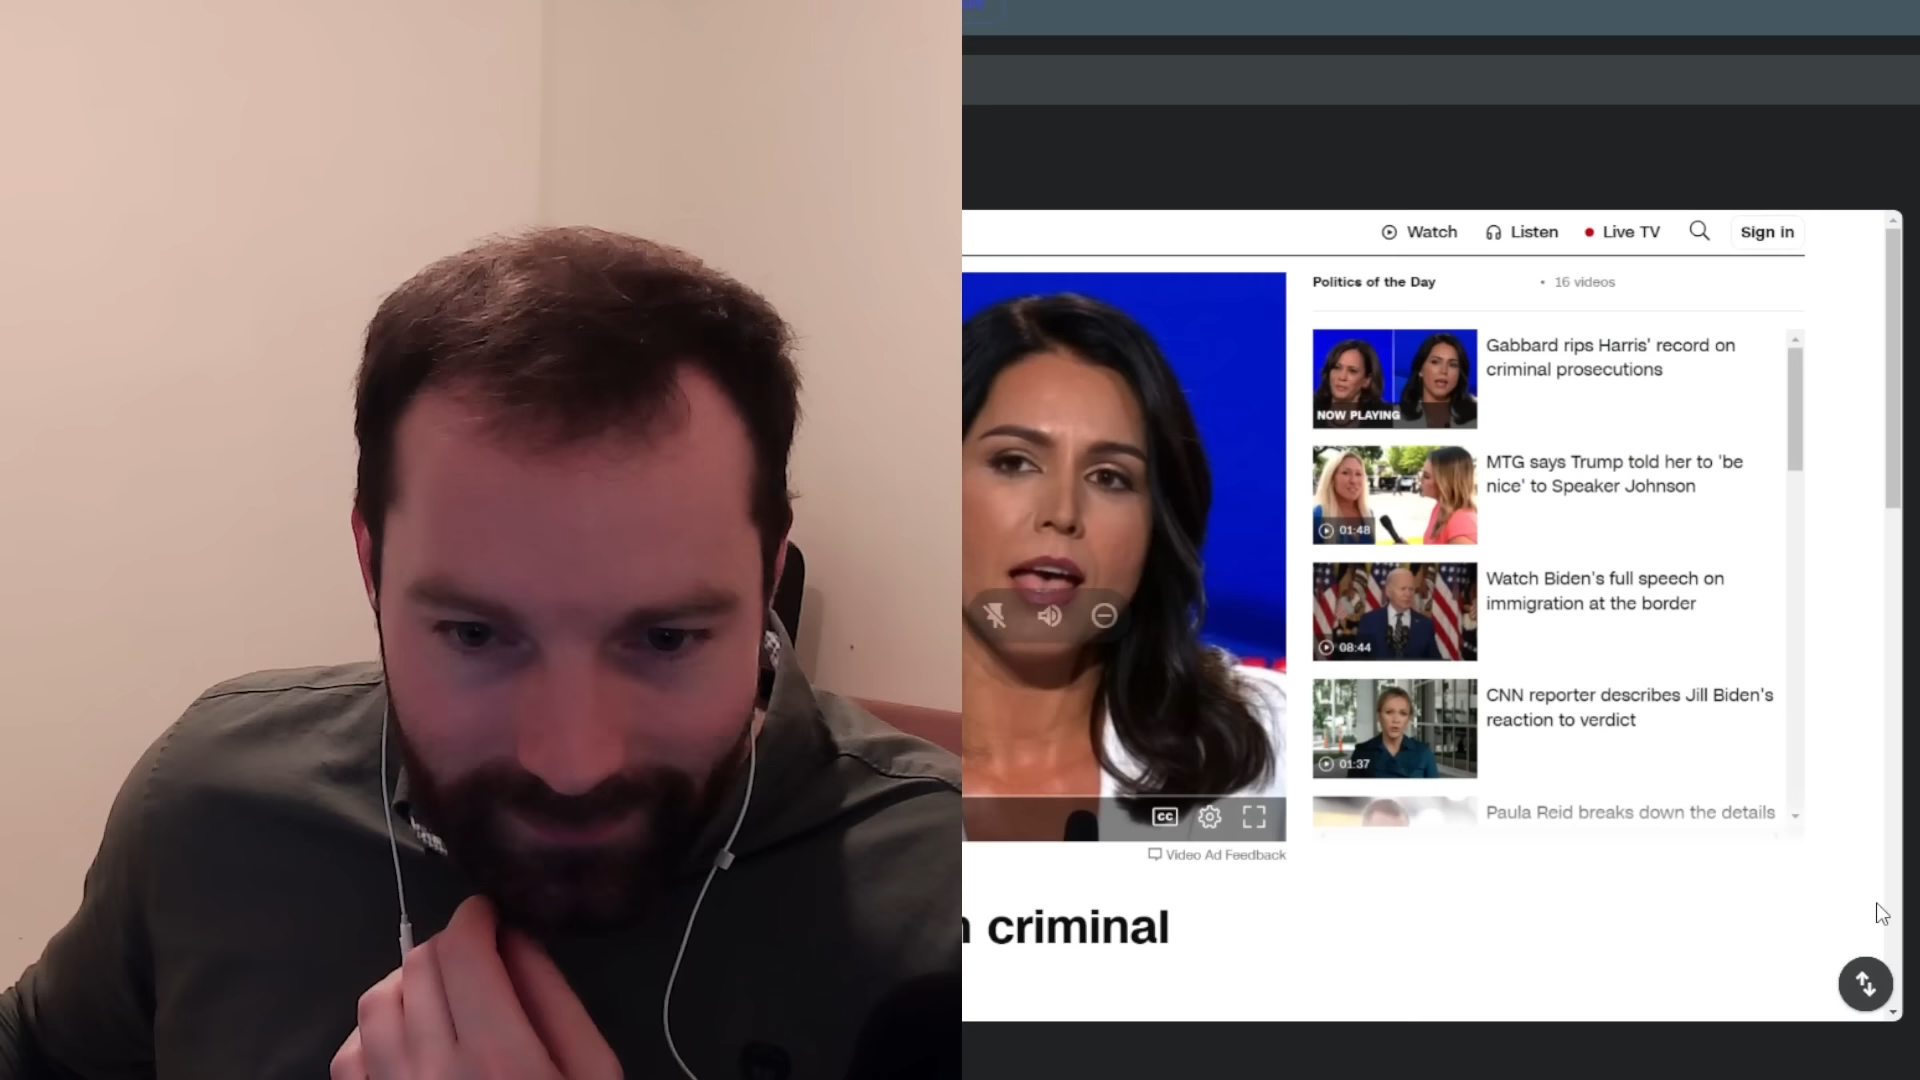 Watch
Listen
Live TV
Sign in
Politics of the Day
• 16 videos
Gabbard rips Harris' record on
criminal prosecutions
NOW PLAYING
MTG says Trump told her to 'be
nice' to Speaker Johnson
01:48
Watch Biden's full speech on
immigration at the border
08:44
CNN reporter describes Jill Biden's
reaction to verdict
01:37
Paula Reid breaks down the details
CC
Video Ad Feedback
criminal